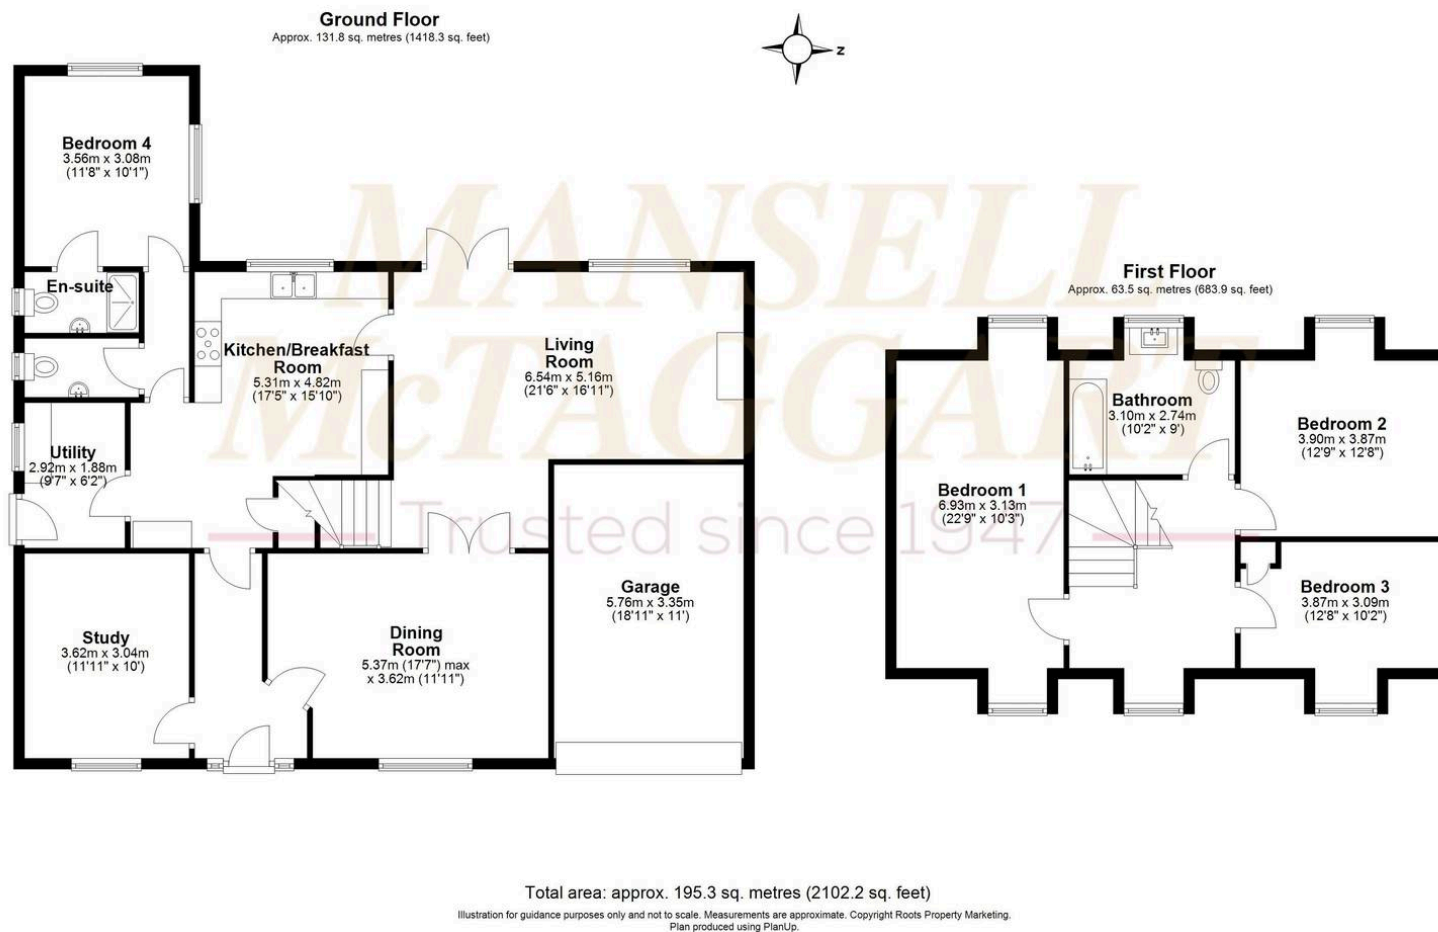 Ground Floor
Approx. 131.8 sq. metres (1418.3 sq. feet)
N
Bedroom 4
3.56m x 3.08m
(11'8" x 10'1")
En-suite
Kitchen/Breakfast
Room
5.31m x 4.82m
(17'5" x 15'10")
Living
Room
6.54m x 5.16m
(21'6" x 16'11")
Utility
2.92m x 1.88m
(9'7" x 6'2")
Study
3.62m x 3.04m
(11'11" x 10')
Dining
Room
5.37m (17'7") max
x 3.62m (11'11")
Garage
5.76m x 3.35m
(18'11" x 11')
First Floor
Approx. 63.5 sq. metres (683.9 sq. feet)
Bathroom
3.10m x 2.74m
(10'2" x 9')
Bedroom 2
3.90m x 3.87m
(12'9" x 12'8")
Bedroom 1
6.93m x 3.13m
(22'9" x 10'3")
Bedroom 3
3.87m x 3.09m
(12'8" x 10'2")
MANSELL
McTAGGART
Trusted since 1947
Total area: approx. 195.3 sq. metres (2102.2 sq. feet)
Illustration for guidance purposes only and not to scale. Measurements are approximate. Copyright Roots Property Marketing.
Plan produced using PlanUp.